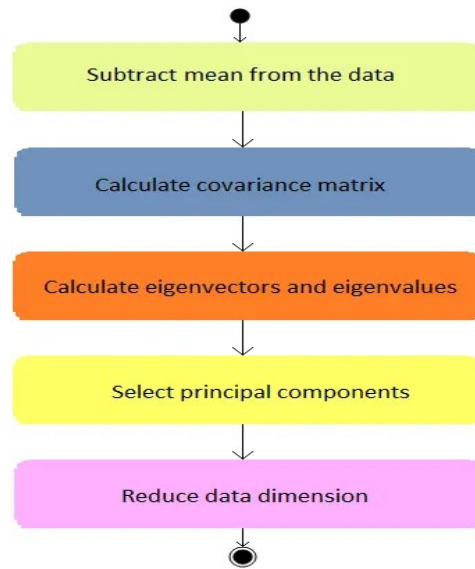 Subtract mean from the data
Calculate covariance matrix
Calculate eigenvectors and eigenvalues
Select principal components
Reduce data dimension